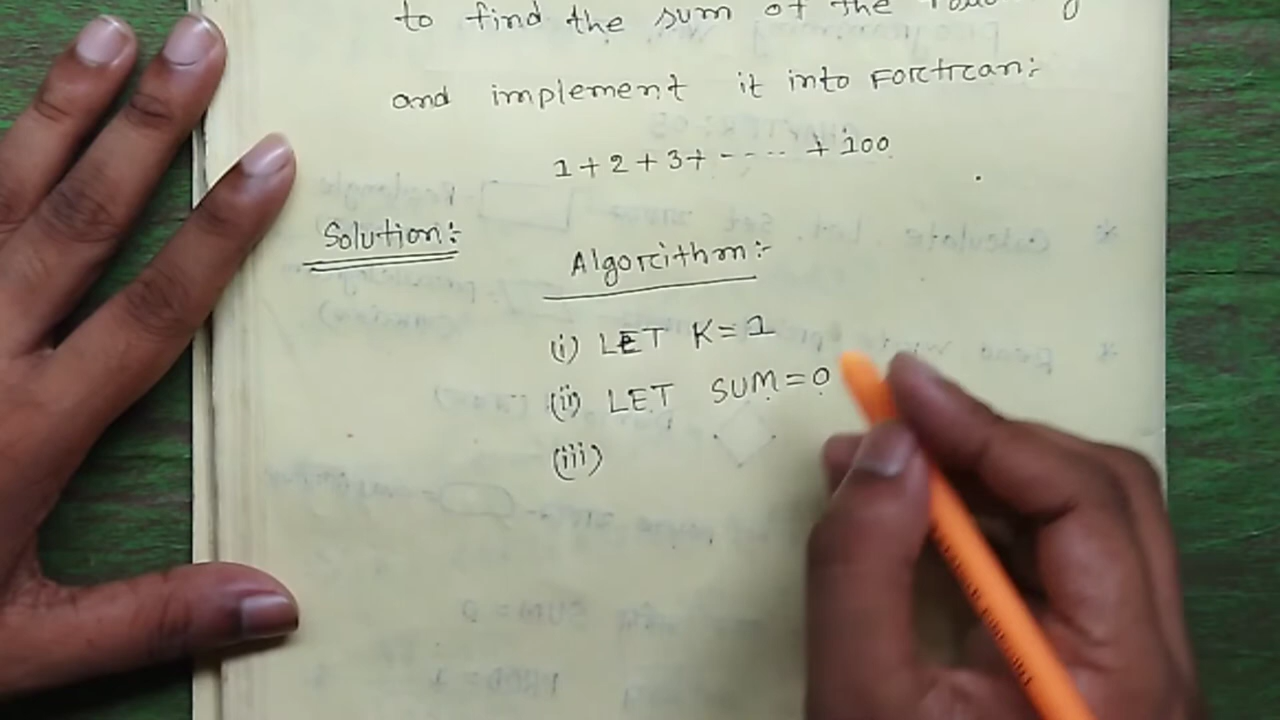 to find the sum of the
and implement it into Fortran:-
1+2+3+ ----- + 100
Solution:-
Algorithm:-
(i) LET K=1
(ii) LET SUM=0
(iii)